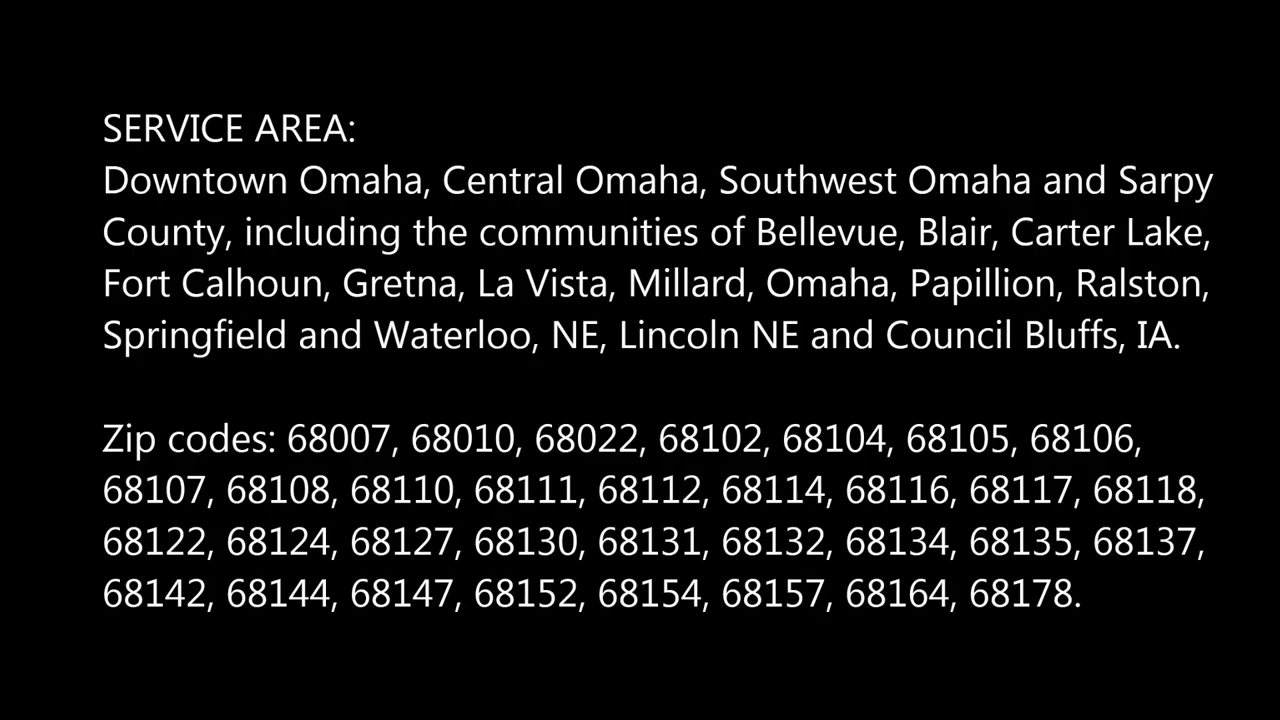 SERVICE AREA:
Downtown Omaha, Central Omaha, Southwest Omaha and Sarpy
County, including the communities of Bellevue, Blair, Carter Lake,
Fort Calhoun, Gretna, La Vista, Millard, Omaha, Papillion, Ralston,
Springfield and Waterloo, NE, Lincoln NE and Council Bluffs, IA.
Zip codes: 68007, 68010, 68022, 68102, 68104, 68105, 68106,
68107, 68108, 68110, 68111, 68112, 68114, 68116, 68117, 68118,
68122, 68124, 68127, 68130, 68131, 68132, 68134, 68135, 68137,
68142, 68144, 68147, 68152, 68154, 68157, 68164, 68178.